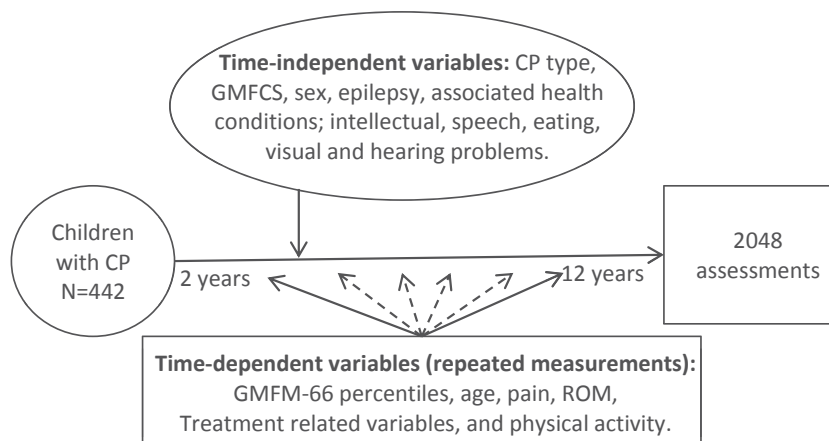 Time-independent variables: CP type,
GMFCS, sex, epilepsy, associated health
conditions; intellectual, speech, eating,
visual and hearing problems.
Children
with CP
N=442
2 years
12 years
2048
assessments
Time-dependent variables (repeated measurements):
GMFM-66 percentiles, age, pain, ROM,
Treatment related variables, and physical activity.